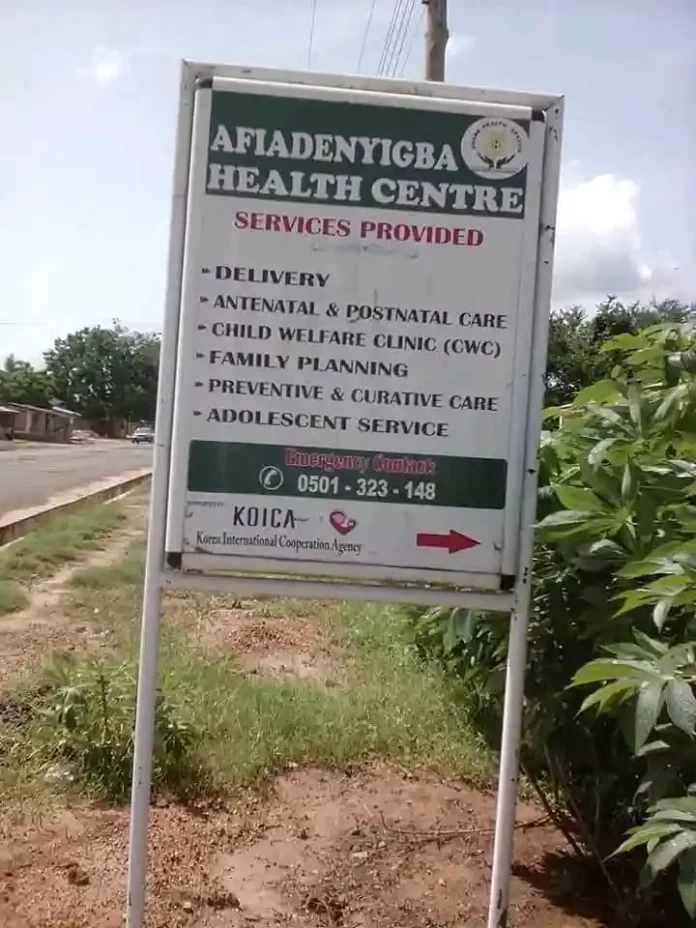 AFIADENYIGBA
HEALTH CENTRE
SERVICES PROVIDED
DELIVERY
ANTENATAL & POSTNATAL CARE
CHILD WELFARE CLINIC (CWC)
FAMILY PLANNING
PREVENTIVE & CURATIVE CARE
ADOLESCENT SERVICE
Emergency Contact
0501 - 323 - 148
KOICA
Korea International Cooperation Agency